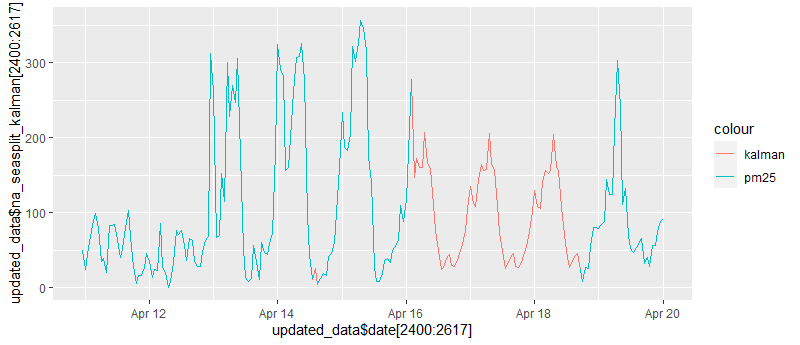 updated_data$na_seasplit_kalman[2400:2617]
300
200
100
0
Apr 12
Apr 14
Apr 16
Apr 18
Apr 20
updated_data$date[2400:2617]
colour
kalman
pm25